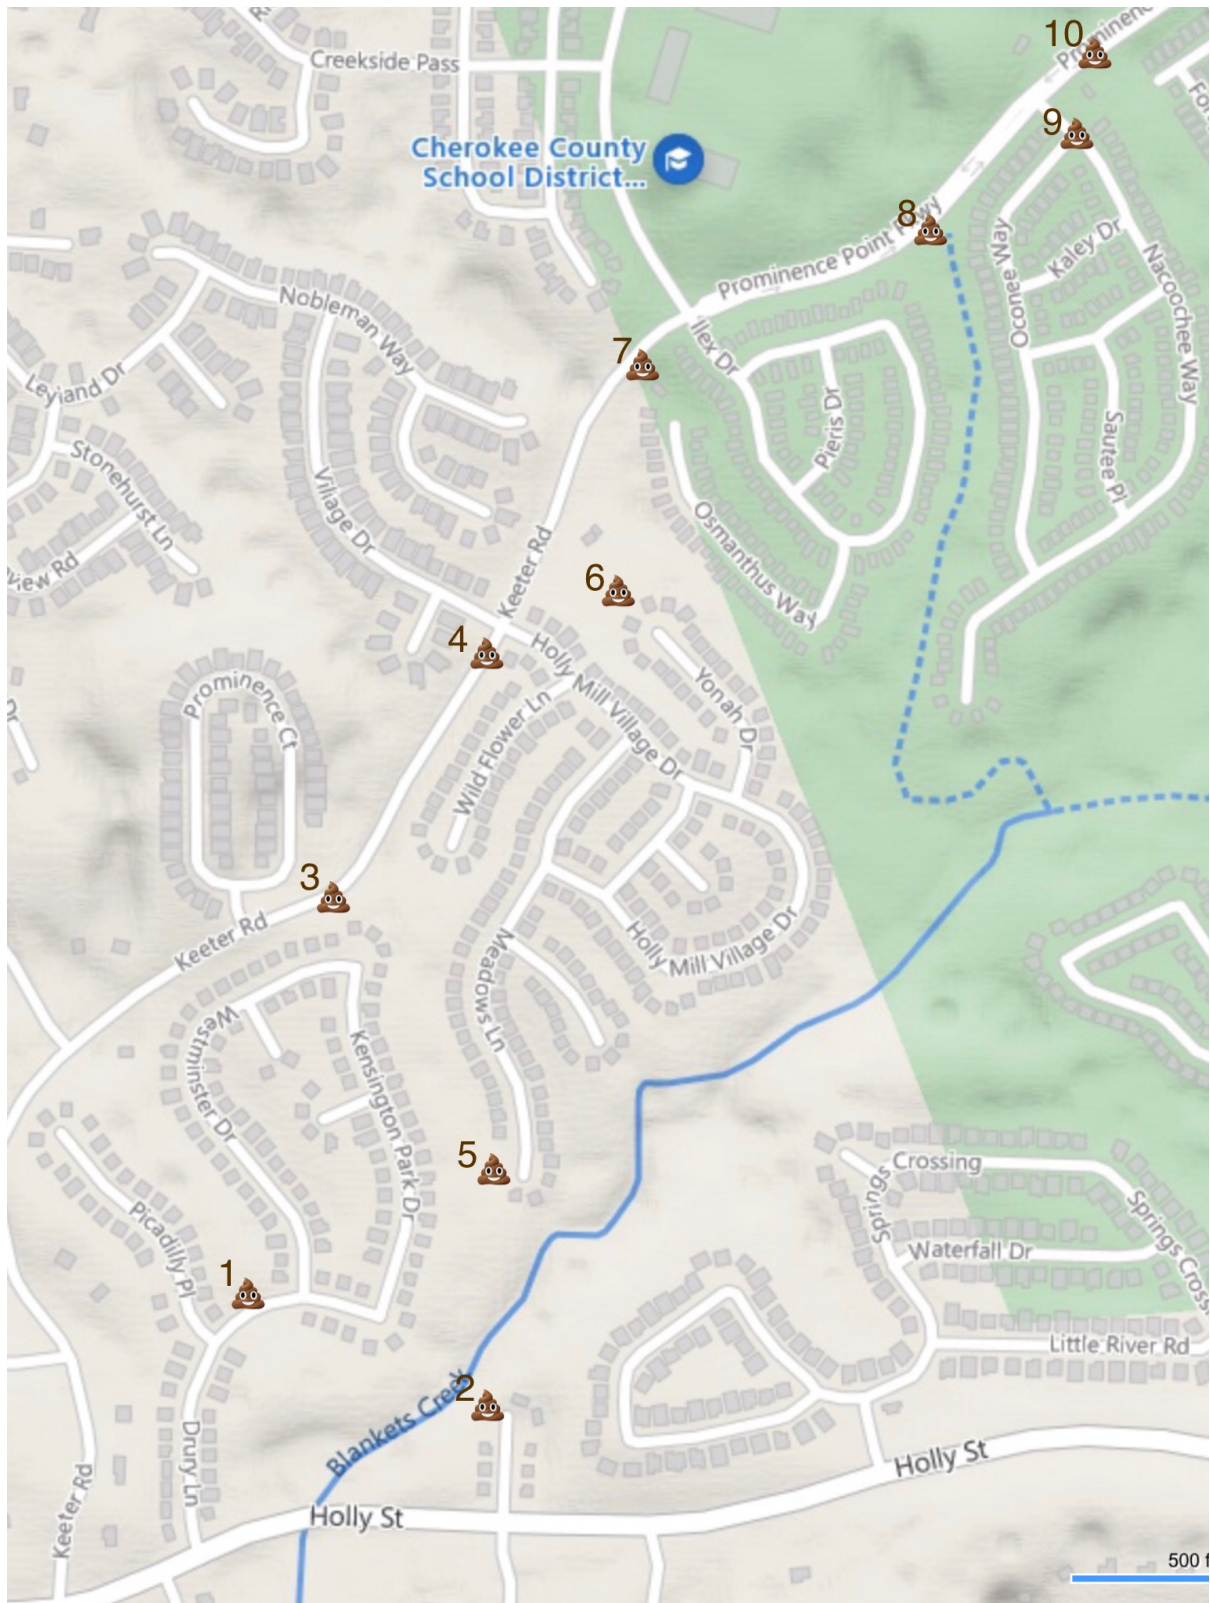 10
Creekside Pass
9
Cherokee County
School District...
8
Prominence Point
Kaley Dr
Oconee Way
Nacoochee Way
Nobleman Way
7
Ilex Dr
Leyland Dr
Pieris Dr
Sautee Pl
Stonehurst Ln
Village Dr
Osmanthus Way
view Rd
Keeter Rd
6
4
Holly Mill Village Dr
Yonah Dr
Prominence Ct
Dr
Wild Flower Ln
3
Keeter Rd
Holly Mill Village Dr
Meadows Ln
Westminster Dr
Kensington Park Dr
5
Springs Crossing
Picadilly Pl
Springs Cross
Waterfall Dr
1
Little River Rd
2
Blankets Creek
Drury Ln
Holly St
Keeter Rd
Holly St
500 f